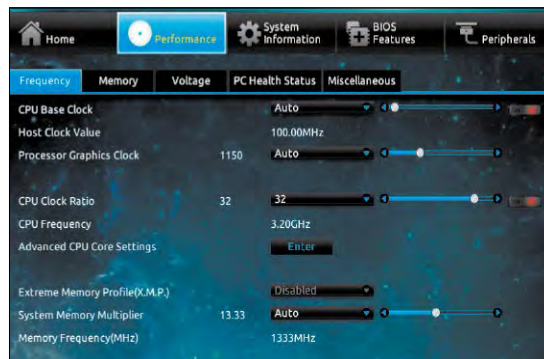 Home Performance System Information BIOS Features Peripherals
Frequency Memory Voltage PC Health Status Miscellaneous
CPU Base Clock Auto
Host Clock Value 100.00MHz
Processor Graphics Clock 1150 Auto
CPU Clock Ratio 32 32
CPU Frequency 3.20GHz
Advanced CPU Core Settings Enter
Extreme Memory Profile(X.M.P.) Disabled
System Memory Multiplier 13.33 Auto
Memory Frequency(MHz) 1333MHz